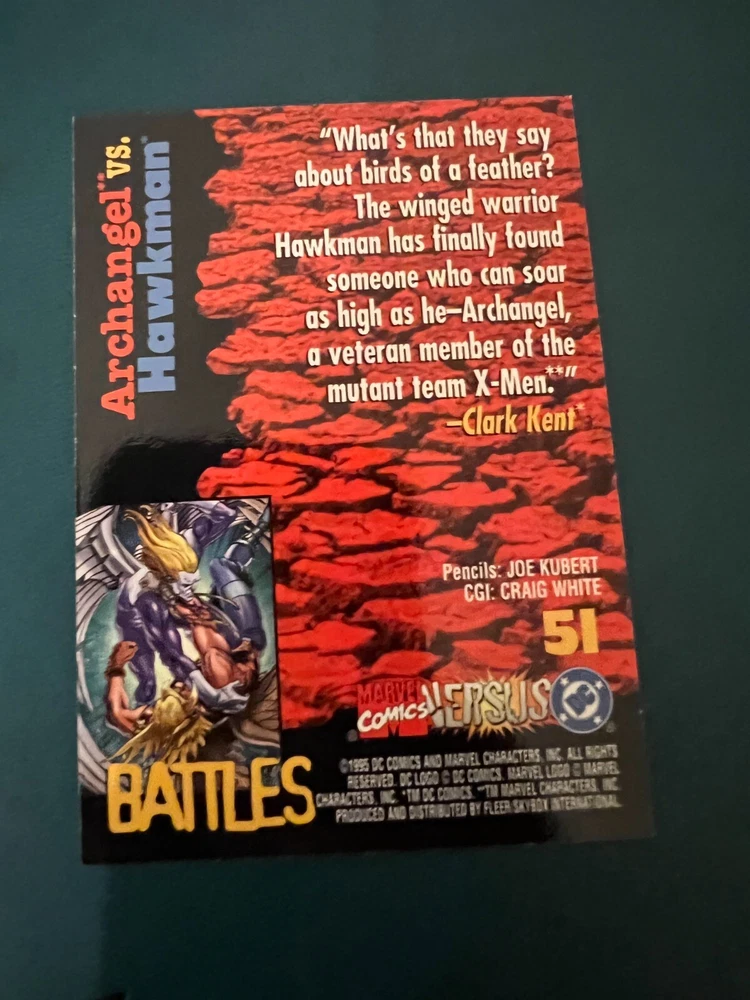 Archangel** vs.
Hawkman*
"What's that they say
about birds of a feather?
The winged warrior
Hawkman has finally found
someone who can soar
as high as he—Archangel,
a veteran member of the
mutant team X-Men.**"
—Clark Kent*
Pencils: JOE KUBERT
CGI: CRAIG WHITE
51
MARVEL COMICS VERSUS DC
BATTLES
©1995 DC COMICS AND MARVEL CHARACTERS, INC. ALL RIGHTS
RESERVED. DC LOGO © DC COMICS. MARVEL LOGO © MARVEL
CHARACTERS, INC. *TM DC COMICS. **TM MARVEL CHARACTERS, INC.
PRODUCED AND DISTRIBUTED BY FLEER/SKYBOX INTERNATIONAL.